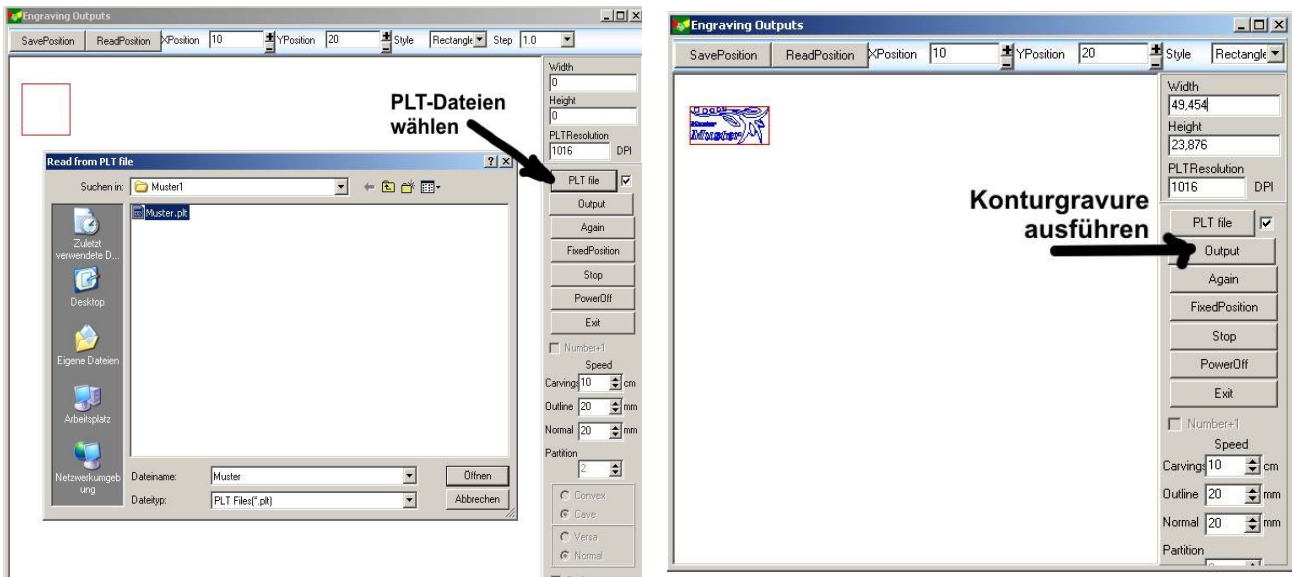 Engraving Outputs
SavePosition ReadPosition XPosition 10 YPosition 20 Style Rectangle Step 1.0
Width
0
Height
0
PLTResolution
1016 DPI
PLT-Dateien
wählen
PLT file
Output
Again
FixedPosition
Stop
PowerOff
Exit
Number+1
Speed
Carvings 10 cm
Outline 20 mm
Normal 20 mm
Partition
2
Convex
Cave
Versa
Normal
Read from PLT file
Suchen in: Muster1
Muster.plt
Zuletzt
verwendete D...
Desktop
Eigene Dateien
Arbeitsplatz
Netzwerkumgeb
ung
Dateiname: Muster Öffnen
Dateityp: PLT Files(*.plt) Abbrechen
Engraving Outputs
SavePosition ReadPosition XPosition 10 YPosition 20 Style Rectangle
Muster
Muster
Width
49,454
Height
23,876
PLTResolution
1016 DPI
Konturgravure
ausführen
PLT file
Output
Again
FixedPosition
Stop
PowerOff
Exit
Number+1
Speed
Carvings 10 cm
Outline 20 mm
Normal 20 mm
Partition